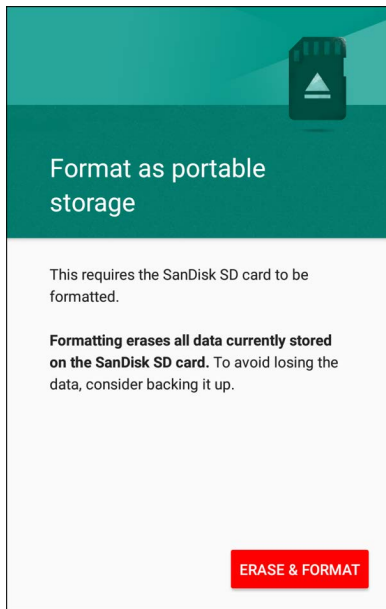 Format as portable
storage
This requires the SanDisk SD card to be
formatted.
Formatting erases all data currently stored
on the SanDisk SD card. To avoid losing the
data, consider backing it up.
ERASE & FORMAT